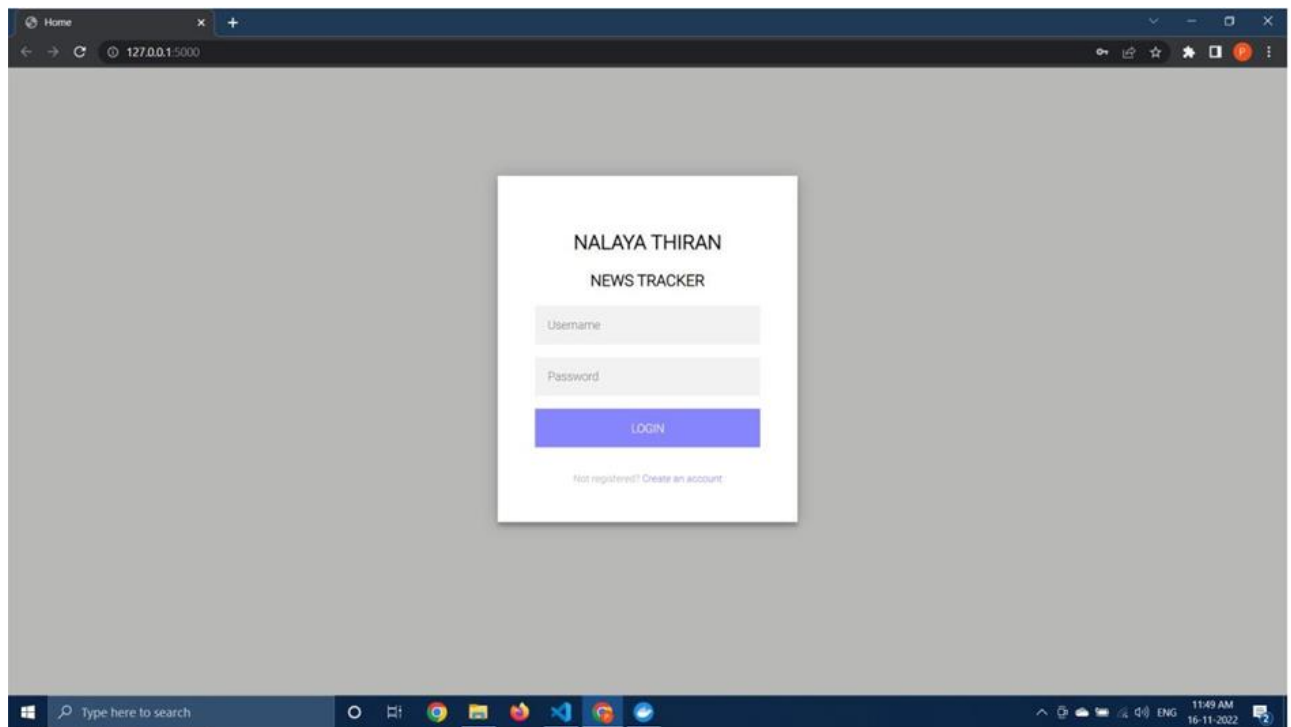 Home
127.0.0.1:5000
P
NALAYA THIRAN
NEWS TRACKER
Username
Password
LOGIN
Not registered? Create an account
Type here to search
ENG
11:49 AM
16-11-2022
2